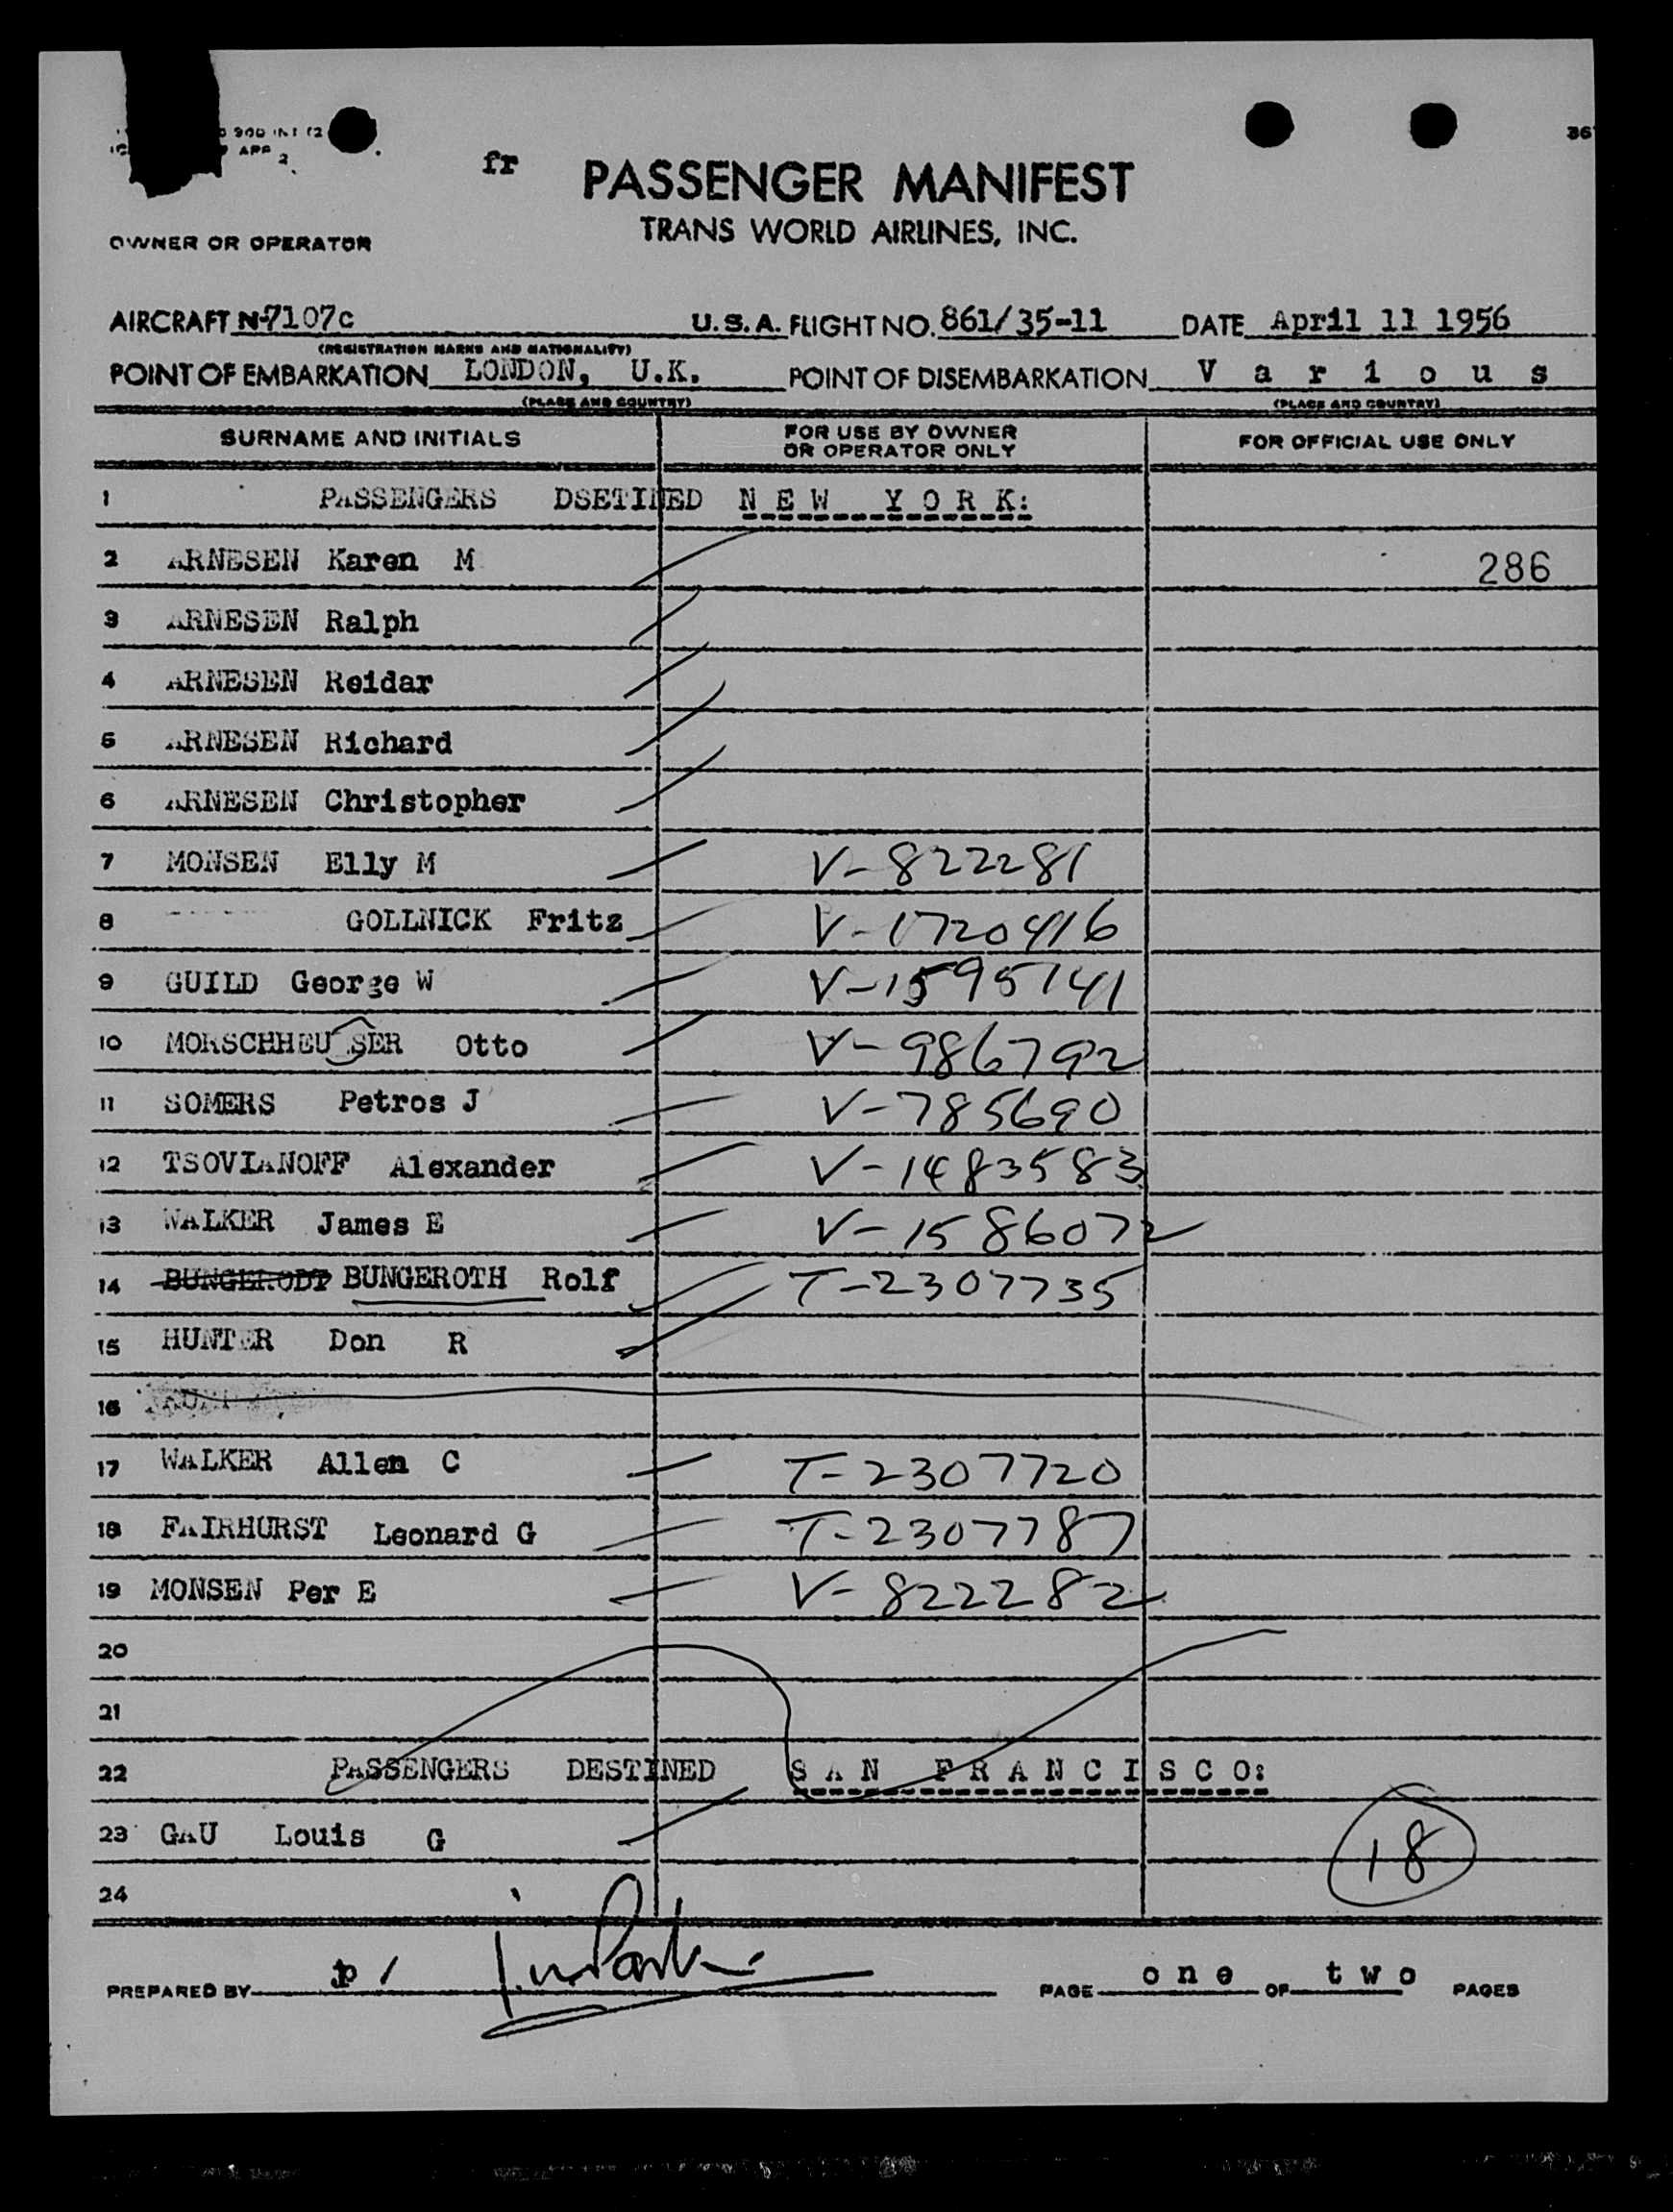 900 INT (2
APR 2
36
fr PASSENGER MANIFEST
TRANS WORLD AIRLINES, INC.
OWNER OR OPERATOR
AIRCRAFT N-7107c U.S.A. FLIGHT NO. 861/35-11 DATE April 11 1956
(REGISTRATION MARKS AND NATIONALITY)
POINT OF EMBARKATION LONDON, U.K. POINT OF DISEMBARKATION V a r i o u s
(PLACE AND COUNTRY) (PLACE AND COUNTRY)
SURNAME AND INITIALS FOR USE BY OWNER OR OPERATOR ONLY FOR OFFICIAL USE ONLY
1 PASSENGERS DSETINED N E W Y O R K:
2 ARNESEN Karen M 286
3 ARNESEN Ralph
4 ARNESEN Reidar
5 ARNESEN Richard
6 ARNESEN Christopher
7 MONSEN Elly M V-822281
8 GOLLNICK Fritz V-1720416
9 GUILD George W V-1595141
10 MORSCHHEUSER Otto V-986792
11 SOMERS Petros J V-785690
12 TSOVIANOFF Alexander V-1483583
13 WALKER James E V-1586072
14 BUNGERODT BUNGEROTH Rolf T-2307735
15 HUNTER Don R
16
17 WALKER Allen C T-2307720
18 FAIRHURST Leonard G T-2307787
19 MONSEN Per E V-822282
20
21
22 PASSENGERS DESTINED S A N F R A N C I S C O:
23 GAU Louis G 18
24
PREPARED BY jp / PAGE one OF two PAGES